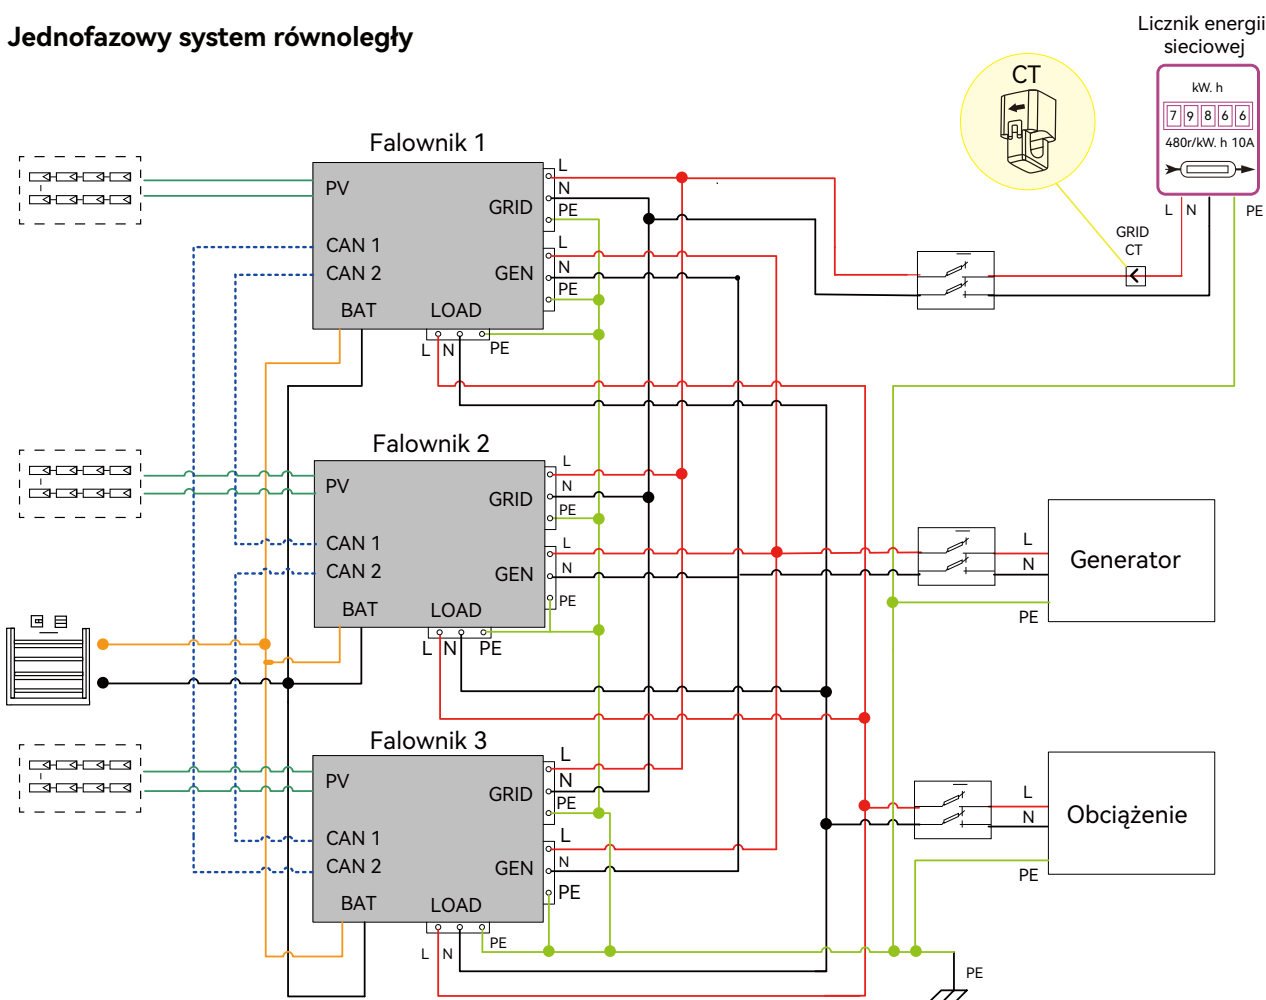 Jednofazowy system równoległy
Licznik energii
sieciowej
CT
kW. h
7 9 8 6 6
480r/kW. h 10A
L N PE
GRID
CT
Falownik 1
PV
CAN 1
CAN 2
BAT
LOAD
GRID
GEN
L
N
PE
L
N
PE
L N PE
Falownik 2
PV
CAN 1
CAN 2
BAT
LOAD
GRID
GEN
L
N
PE
L
N
PE
L N PE
Generator
L
N
PE
Falownik 3
PV
CAN 1
CAN 2
BAT
LOAD
GRID
GEN
L
N
PE
L
N
PE
L N PE
Obciążenie
L
N
PE
PE